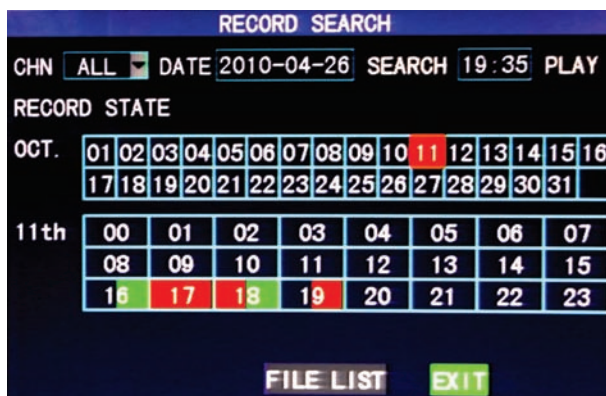 RECORD SEARCH
CHN ALL DATE 2010-04-26 SEARCH 19:35 PLAY
RECORD STATE
OCT. 01 02 03 04 05 06 07 08 09 10 11 12 13 14 15 16
17 18 19 20 21 22 23 24 25 26 27 28 29 30 31
11th 00 01 02 03 04 05 06 07
08 09 10 11 12 13 14 15
16 17 18 19 20 21 22 23
FILE LIST EXIT